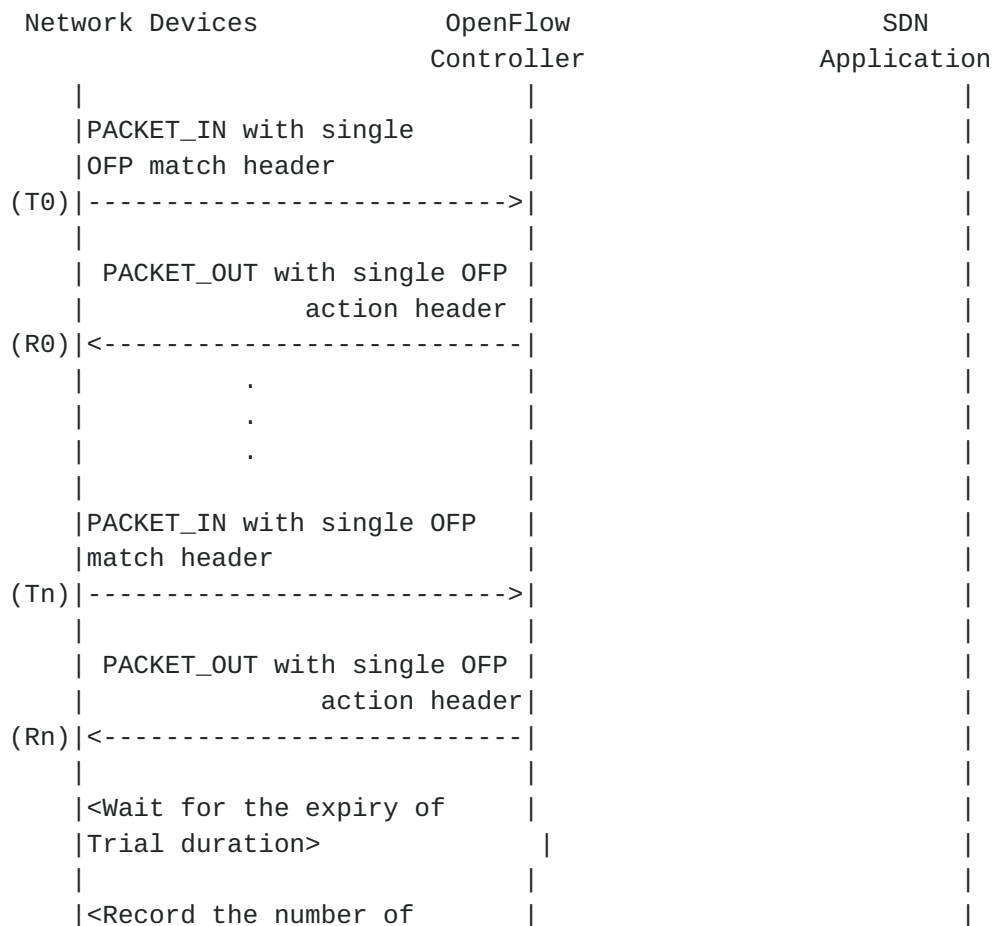 Network Devices            OpenFlow                    SDN
                           Controller               Application
    |                            |                           |
    |PACKET_IN with single       |                           |
    |OFP match header            |                           |
(T0)|--------------------------->|                           |
    |                            |                           |
    | PACKET_OUT with single OFP |                           |
    |              action header |                           |
(R0)|<---------------------------|                           |
    |          .                 |                           |
    |          .                 |                           |
    |          .                 |                           |
    |                            |                           |
    |PACKET_IN with single OFP   |                           |
    |match header                |                           |
(Tn)|--------------------------->|                           |
    |                            |                           |
    | PACKET_OUT with single OFP |                           |
    |               action header|                           |
(Rn)|<---------------------------|                           |
    |                            |                           |
    |<Wait for the expiry of     |                           |
    |Trial duration>              |                          |
    |                            |                           |
    |<Record the number of       |                           |